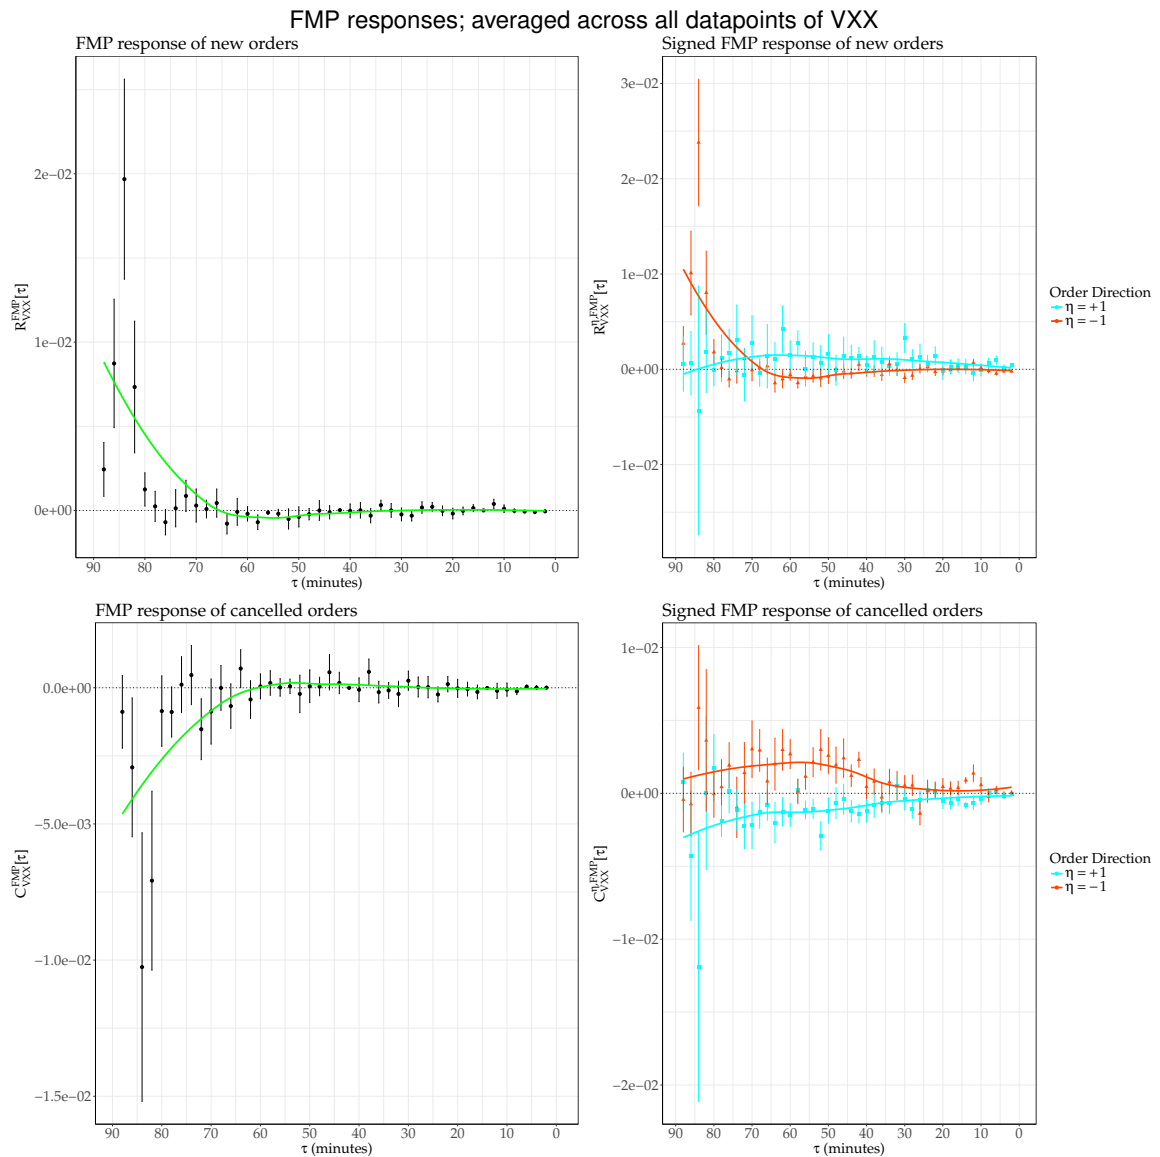 FMP responses; averaged across all datapoints of VXX
FMP response of new orders
R^FMP_VXX[τ]
2e−02
1e−02
0e+00
90 80 70 60 50 40 30 20 10 0
τ (minutes)
Signed FMP response of new orders
R^η,FMP_VXX[τ]
3e−02
2e−02
1e−02
0e+00
−1e−02
90 80 70 60 50 40 30 20 10 0
τ (minutes)
Order Direction
η = +1
η = −1
FMP response of cancelled orders
C^FMP_VXX[τ]
0.0e+00
−5.0e−03
−1.0e−02
−1.5e−02
90 80 70 60 50 40 30 20 10 0
τ (minutes)
Signed FMP response of cancelled orders
C^η,FMP_VXX[τ]
1e−02
0e+00
−1e−02
−2e−02
90 80 70 60 50 40 30 20 10 0
τ (minutes)
Order Direction
η = +1
η = −1